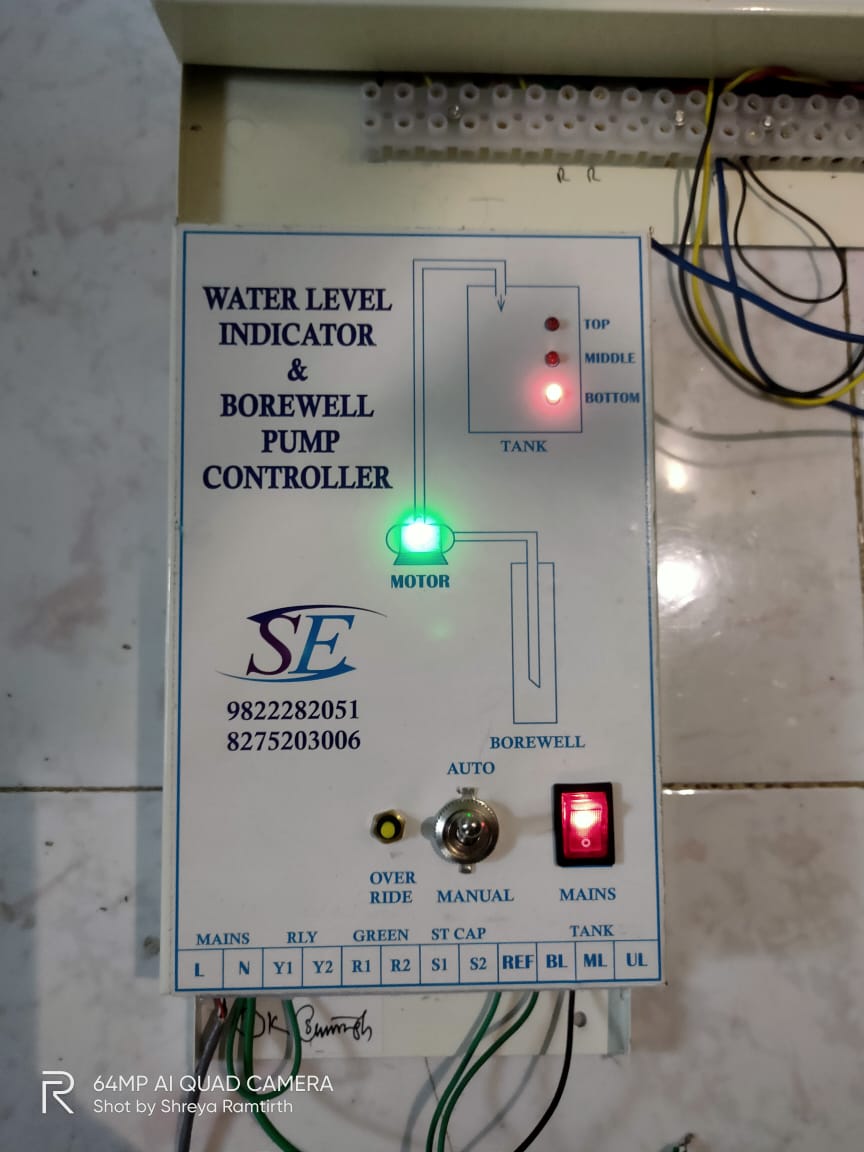 R R
WATER LEVEL
INDICATOR
&
BOREWELL
PUMP
CONTROLLER
TOP
MIDDLE
BOTTOM
TANK
MOTOR
SE
9822282051
8275203006
BOREWELL
AUTO
OVER
RIDE
MANUAL
MAINS
MAINS RLY GREEN ST CAP TANK
L N Y1 Y2 R1 R2 S1 S2 REF BL ML UL
R 64MP AI QUAD CAMERA
Shot by Shreya Ramtirth